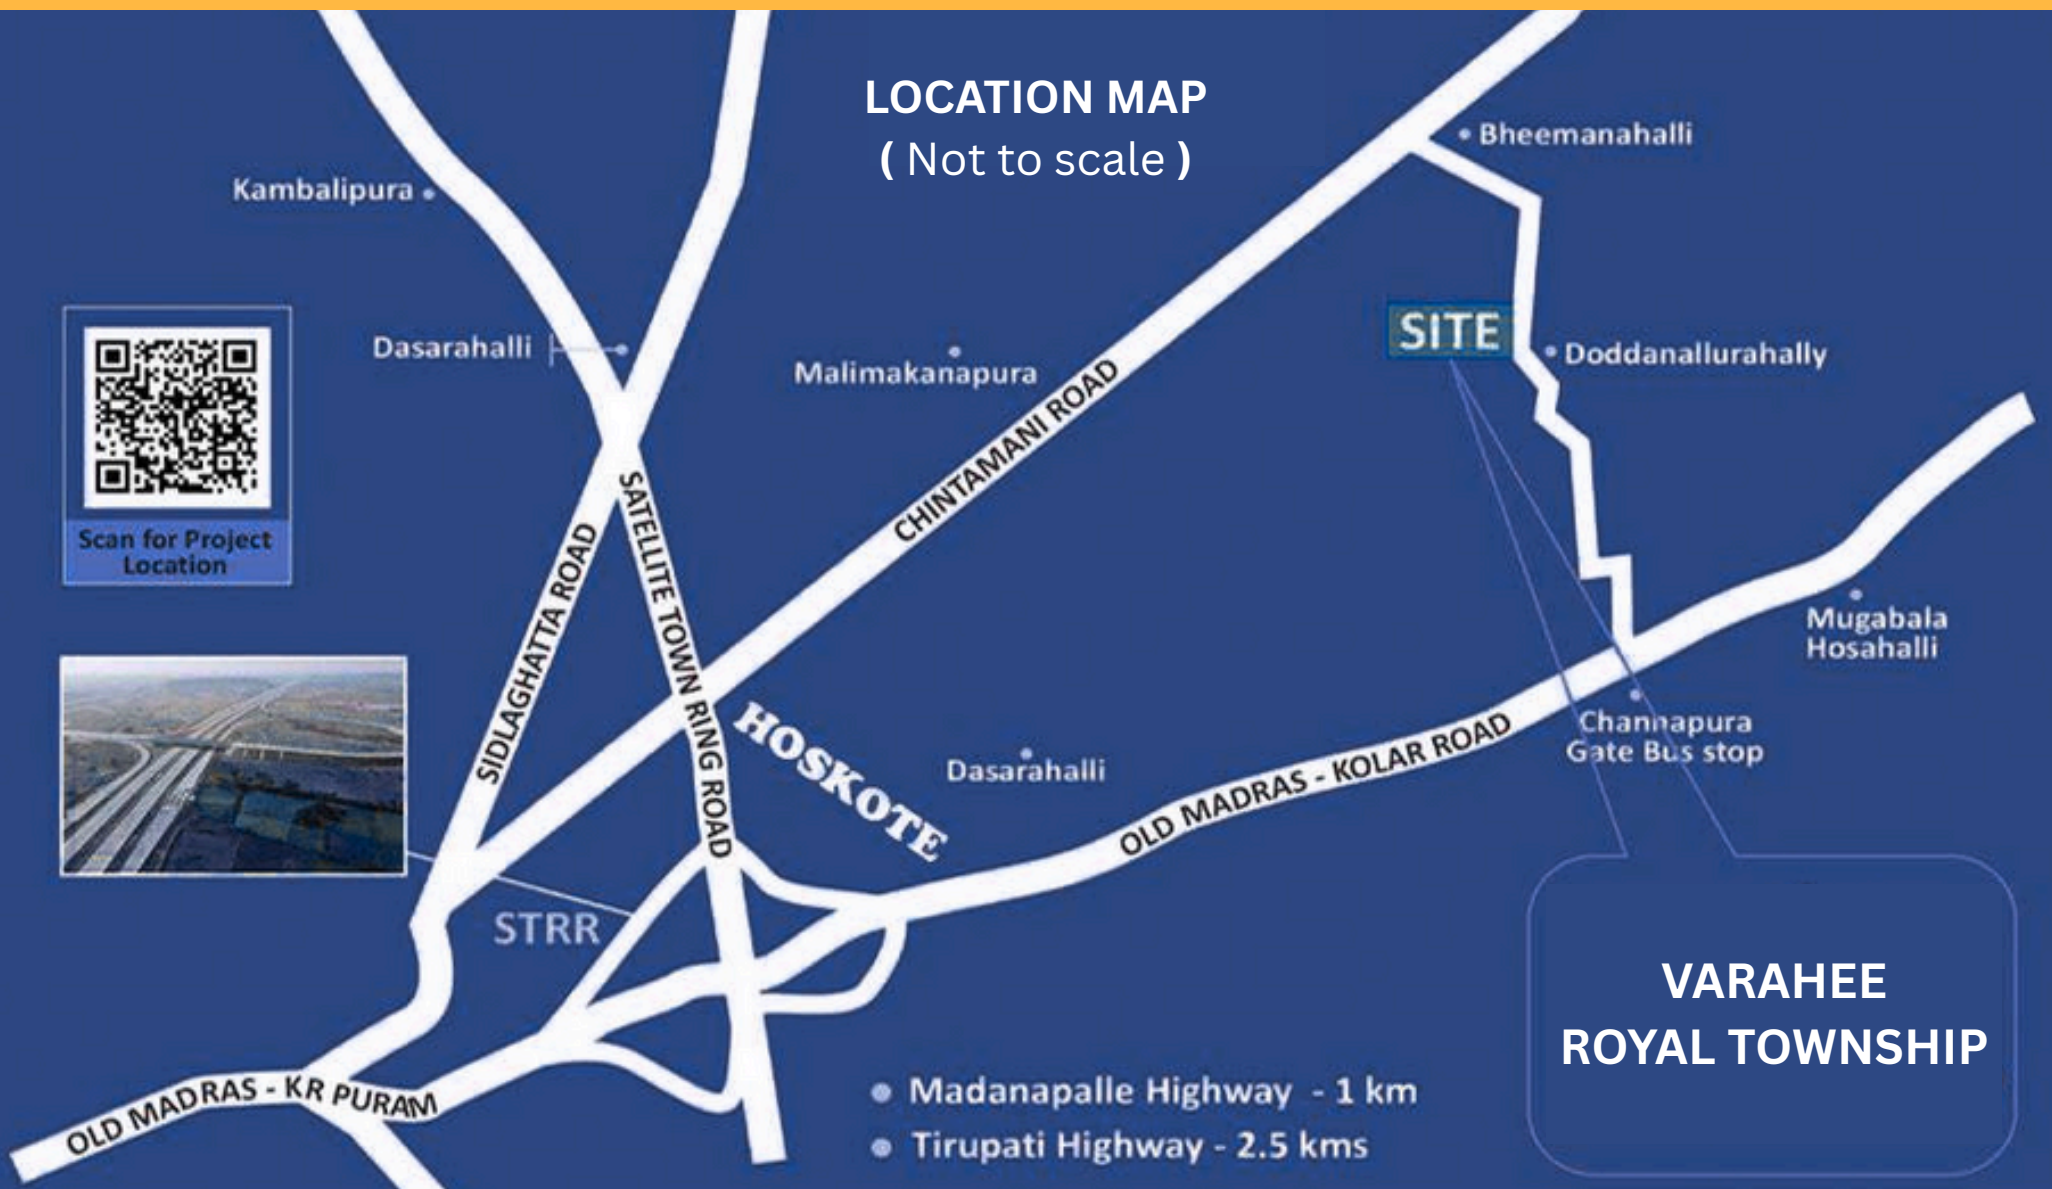 LOCATION MAP
( Not to scale )
Bheemanahalli
Kambalipura
SITE
Dasarahalli
Malimakanapura
Doddanallurahally
CHINTAMANI ROAD
Scan for Project
Location
SIDLAGHATTA ROAD
SATELLITE TOWN RING ROAD
Mugabala
Hosahalli
HOSKOTE
Dasarahalli
OLD MADRAS - KOLAR ROAD
Channapura
Gate Bus stop
STRR
VARAHEE
ROYAL TOWNSHIP
OLD MADRAS - KR PURAM
Madanapalle Highway - 1 km
Tirupati Highway - 2.5 kms